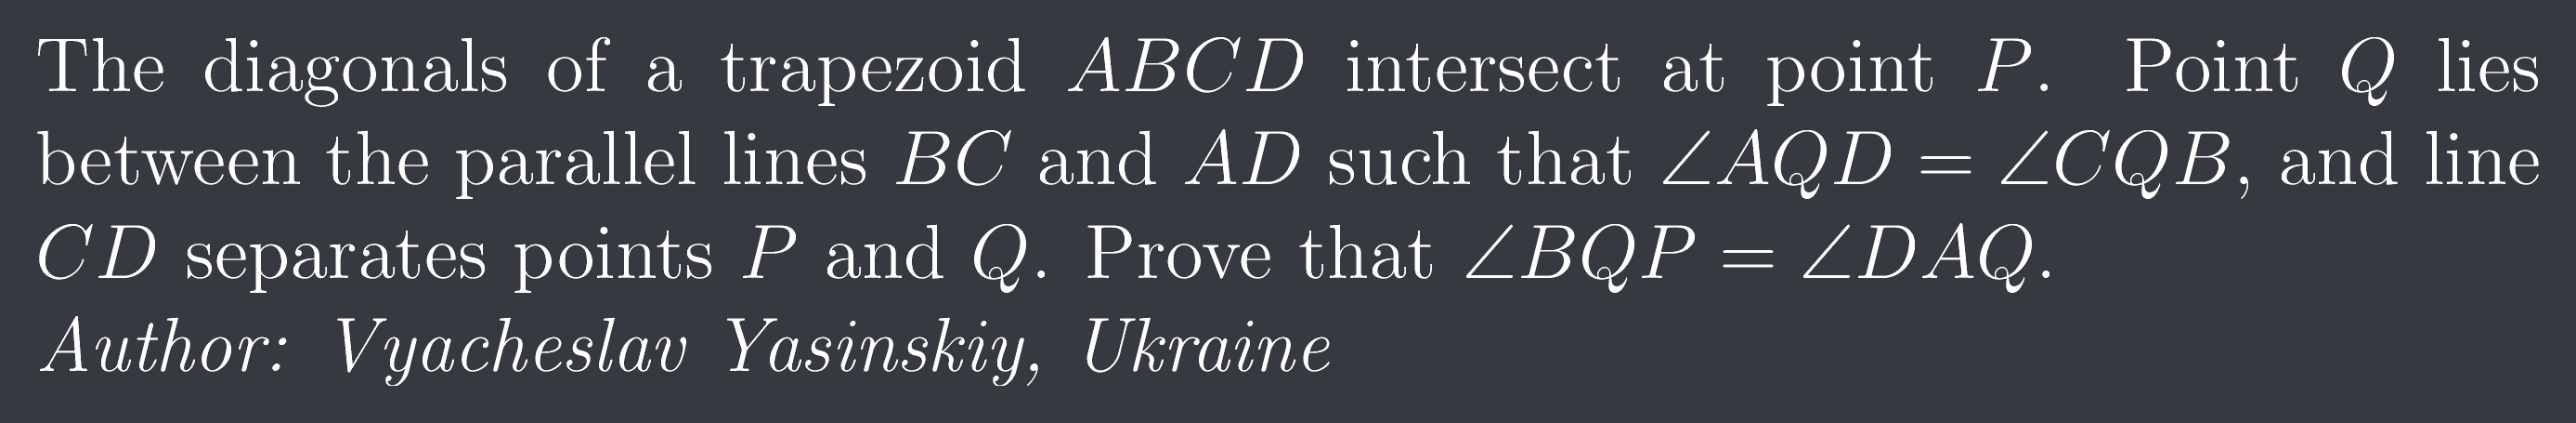 The diagonals of a trapezoid ABCD intersect at point P. Point Q lies
between the parallel lines BC and AD such that ∠AQD = ∠CQB, and line
CD separates points P and Q. Prove that ∠BQP = ∠DAQ.
Author: Vyacheslav Yasinskiy, Ukraine